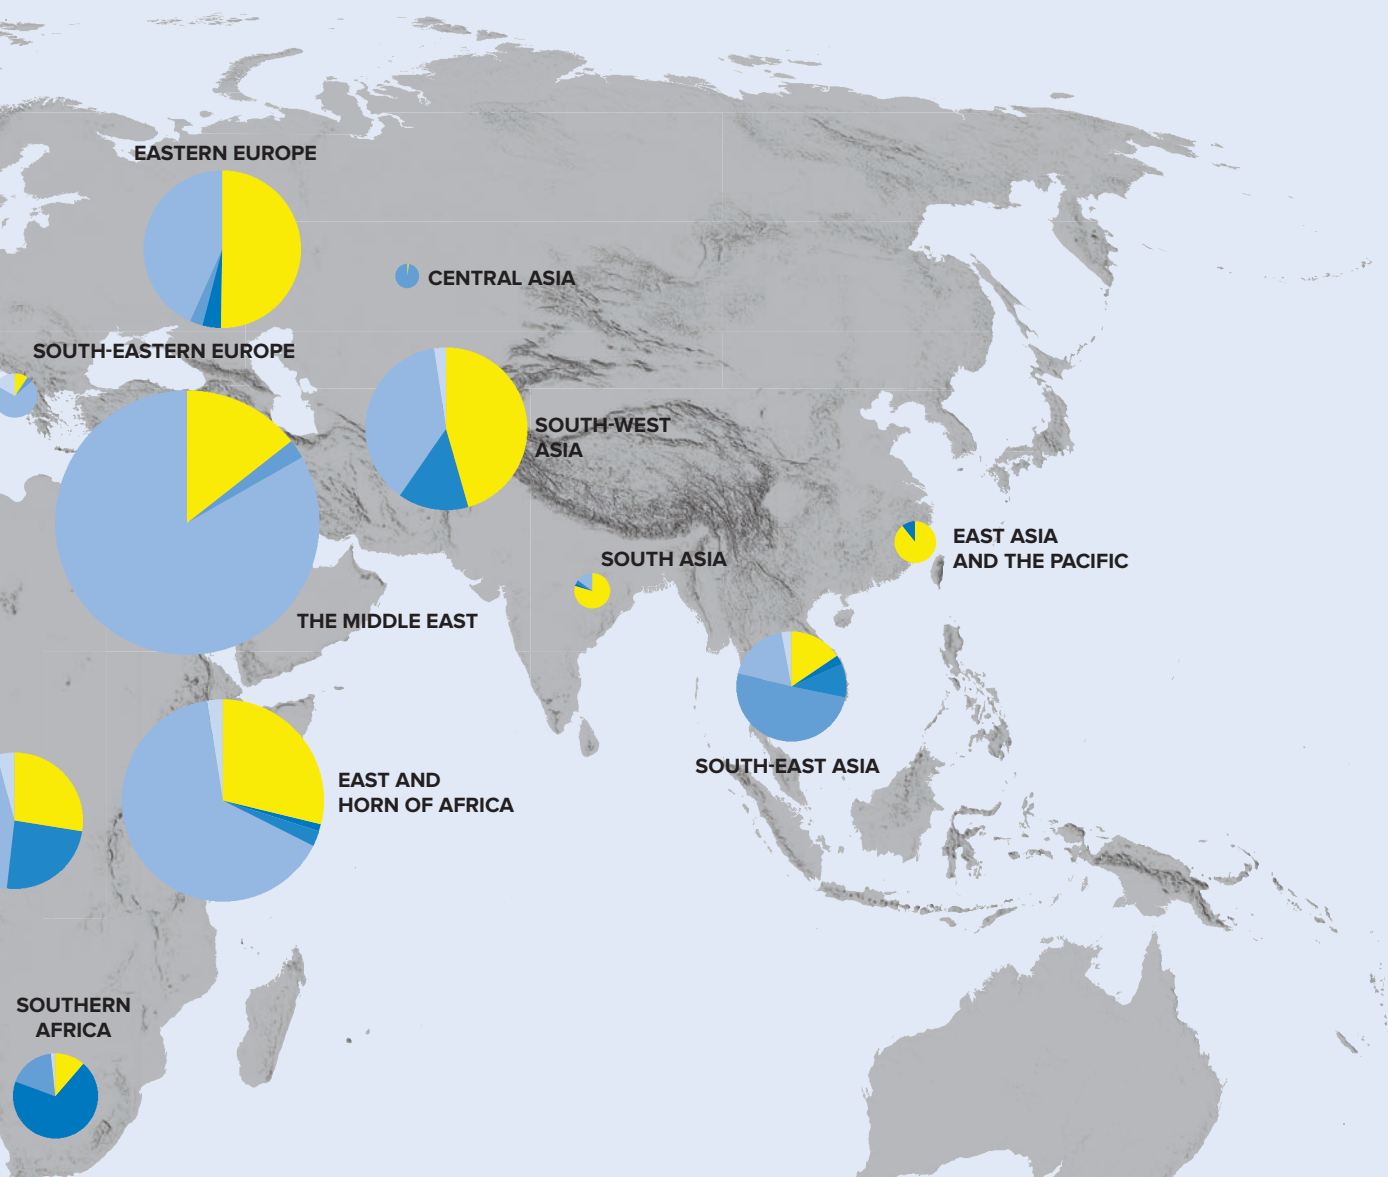 EASTERN EUROPE
CENTRAL ASIA
SOUTH-EASTERN EUROPE
SOUTH-WEST
ASIA
EAST ASIA
AND THE PACIFIC
SOUTH ASIA
THE MIDDLE EAST
SOUTH-EAST ASIA
EAST AND
HORN OF AFRICA
SOUTHERN
AFRICA